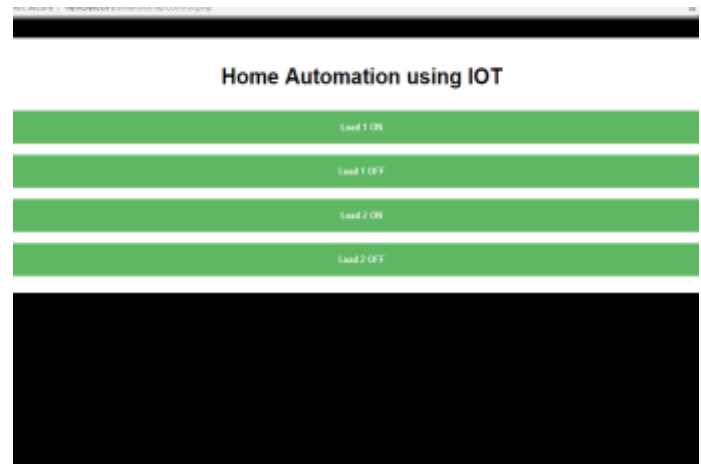 Home Automation using IOT
Load 1 ON
Load 1 OFF
Load 2 ON
Load 2 OFF